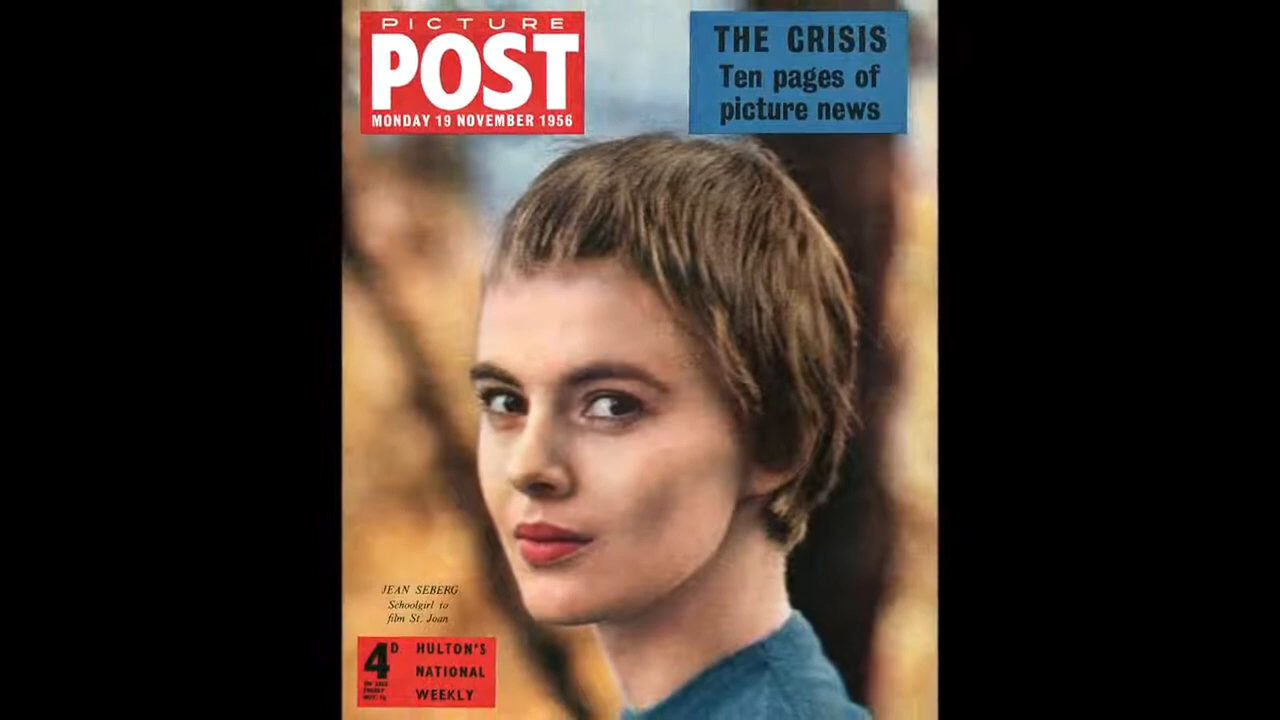 PICTURE
POST
MONDAY 19 NOVEMBER 1956
THE CRISIS
Ten pages of
picture news
JEAN SEBERG
Schoolgirl to
film St. Joan
4D
HULTON'S
NATIONAL
WEEKLY